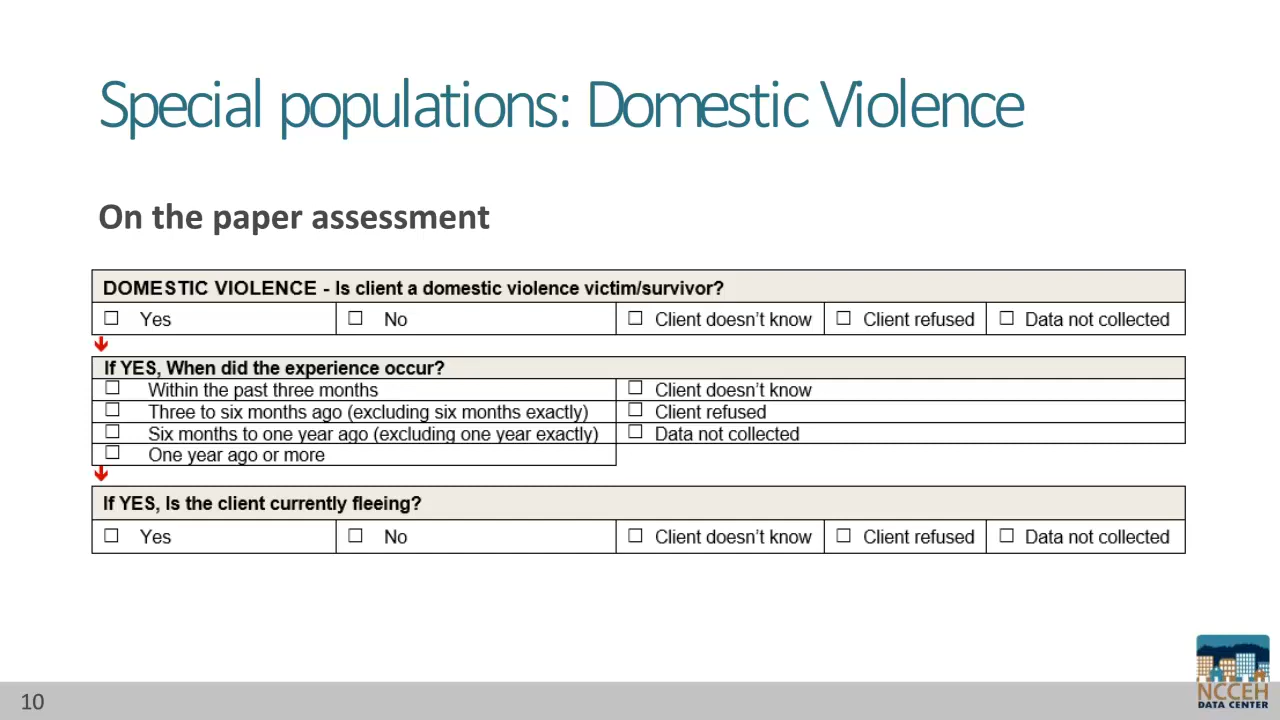 Special populations: Domestic Violence
On the paper assessment
DOMESTIC VIOLENCE - Is client a domestic violence victim/survivor?
☐ Yes ☐ No ☐ Client doesn't know ☐ Client refused ☐ Data not collected
If YES, When did the experience occur?
☐ Within the past three months ☐ Client doesn't know
☐ Three to six months ago (excluding six months exactly) ☐ Client refused
☐ Six months to one year ago (excluding one year exactly) ☐ Data not collected
☐ One year ago or more
If YES, Is the client currently fleeing?
☐ Yes ☐ No ☐ Client doesn't know ☐ Client refused ☐ Data not collected
10
NCCEH
DATA CENTER